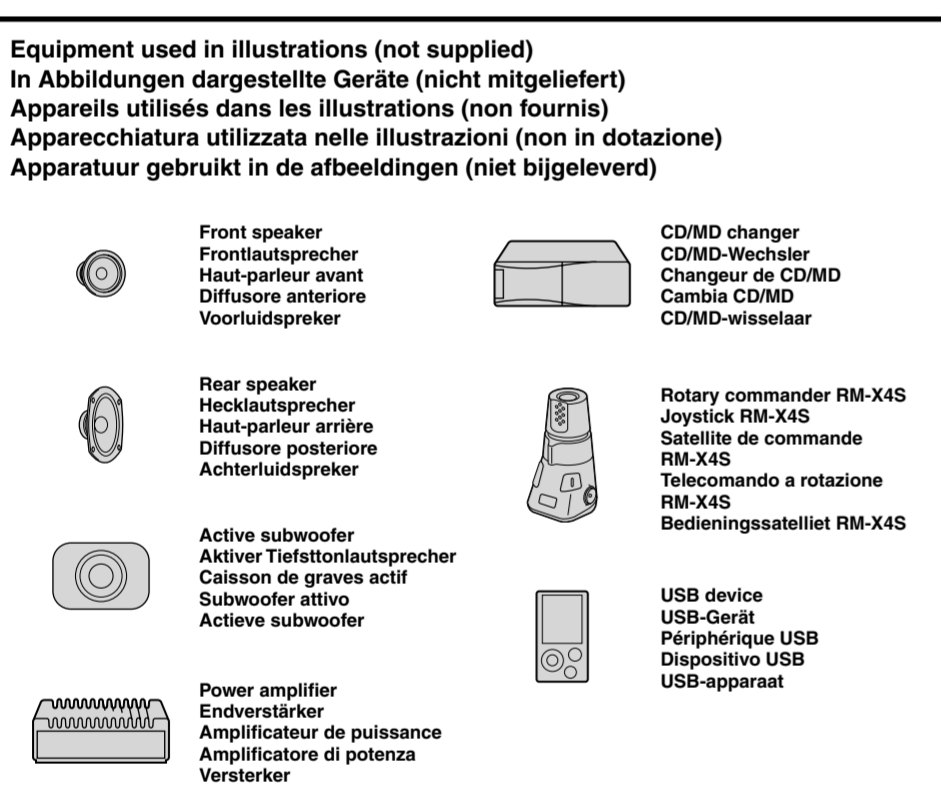 Equipment used in illustrations (not supplied)
In Abbildungen dargestellte Geräte (nicht mitgeliefert)
Appareils utilisés dans les illustrations (non fournis)
Apparecchiatura utilizzata nelle illustrazioni (non in dotazione)
Apparatuur gebruikt in de afbeeldingen (niet bijgeleverd)
Front speaker
Frontlautsprecher
Haut-parleur avant
Diffusore anteriore
Voorluidspreker
Rear speaker
Hecklautsprecher
Haut-parleur arrière
Diffusore posteriore
Achterluidspreker
Active subwoofer
Aktiver Tiefsttonlautsprecher
Caisson de graves actif
Subwoofer attivo
Actieve subwoofer
Power amplifier
Endverstärker
Amplificateur de puissance
Amplificatore di potenza
Versterker
CD/MD changer
CD/MD-Wechsler
Changeur de CD/MD
Cambia CD/MD
CD/MD-wisselaar
Rotary commander RM-X4S
Joystick RM-X4S
Satellite de commande
RM-X4S
Telecomando a rotazione
RM-X4S
Bedieningssatelliet RM-X4S
USB device
USB-Gerät
Périphérique USB
Dispositivo USB
USB-apparaat